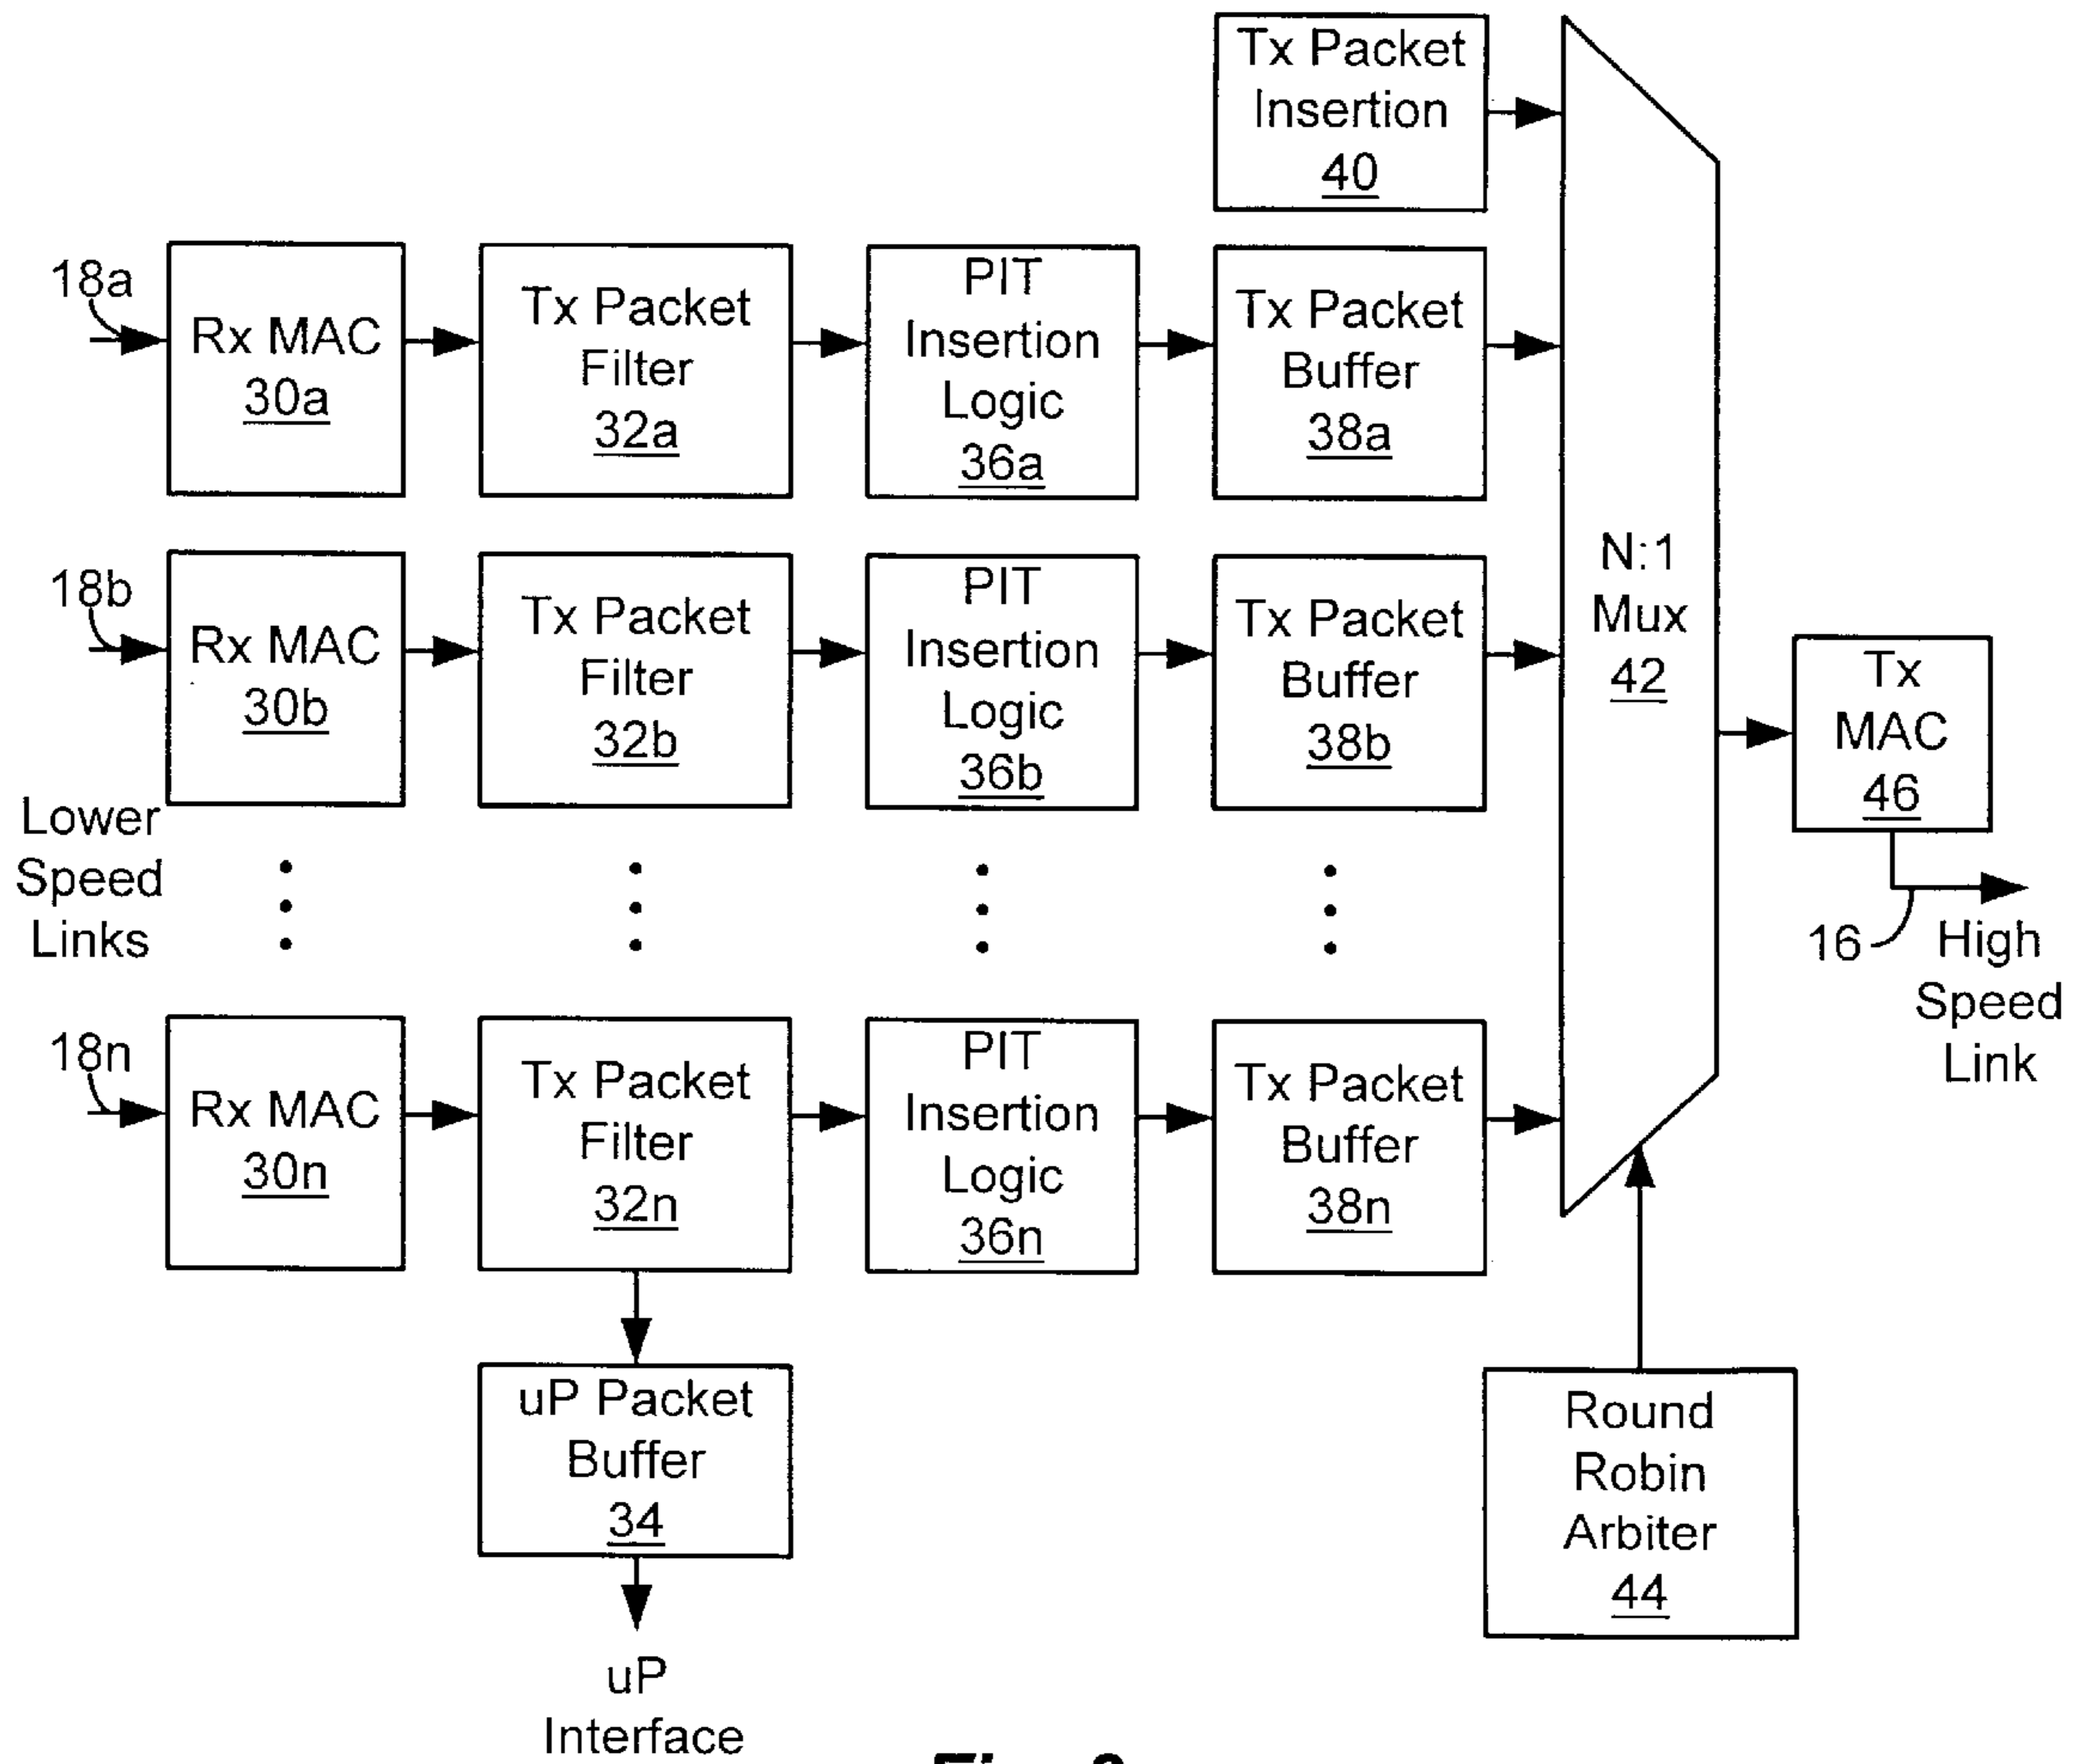 Tx Packet
Insertion
40
18a
Rx MAC
30a
Tx Packet
Filter
32a
PIT
Insertion
Logic
36a
Tx Packet
Buffer
38a
18b
Rx MAC
30b
Tx Packet
Filter
32b
PIT
Insertion
Logic
36b
Tx Packet
Buffer
38b
N:1
Mux
42
Tx
MAC
46
Lower
Speed
Links
16
High
Speed
Link
18n
Rx MAC
30n
Tx Packet
Filter
32n
PIT
Insertion
Logic
36n
Tx Packet
Buffer
38n
uP Packet
Buffer
34
Round
Robin
Arbiter
44
uP
Interface